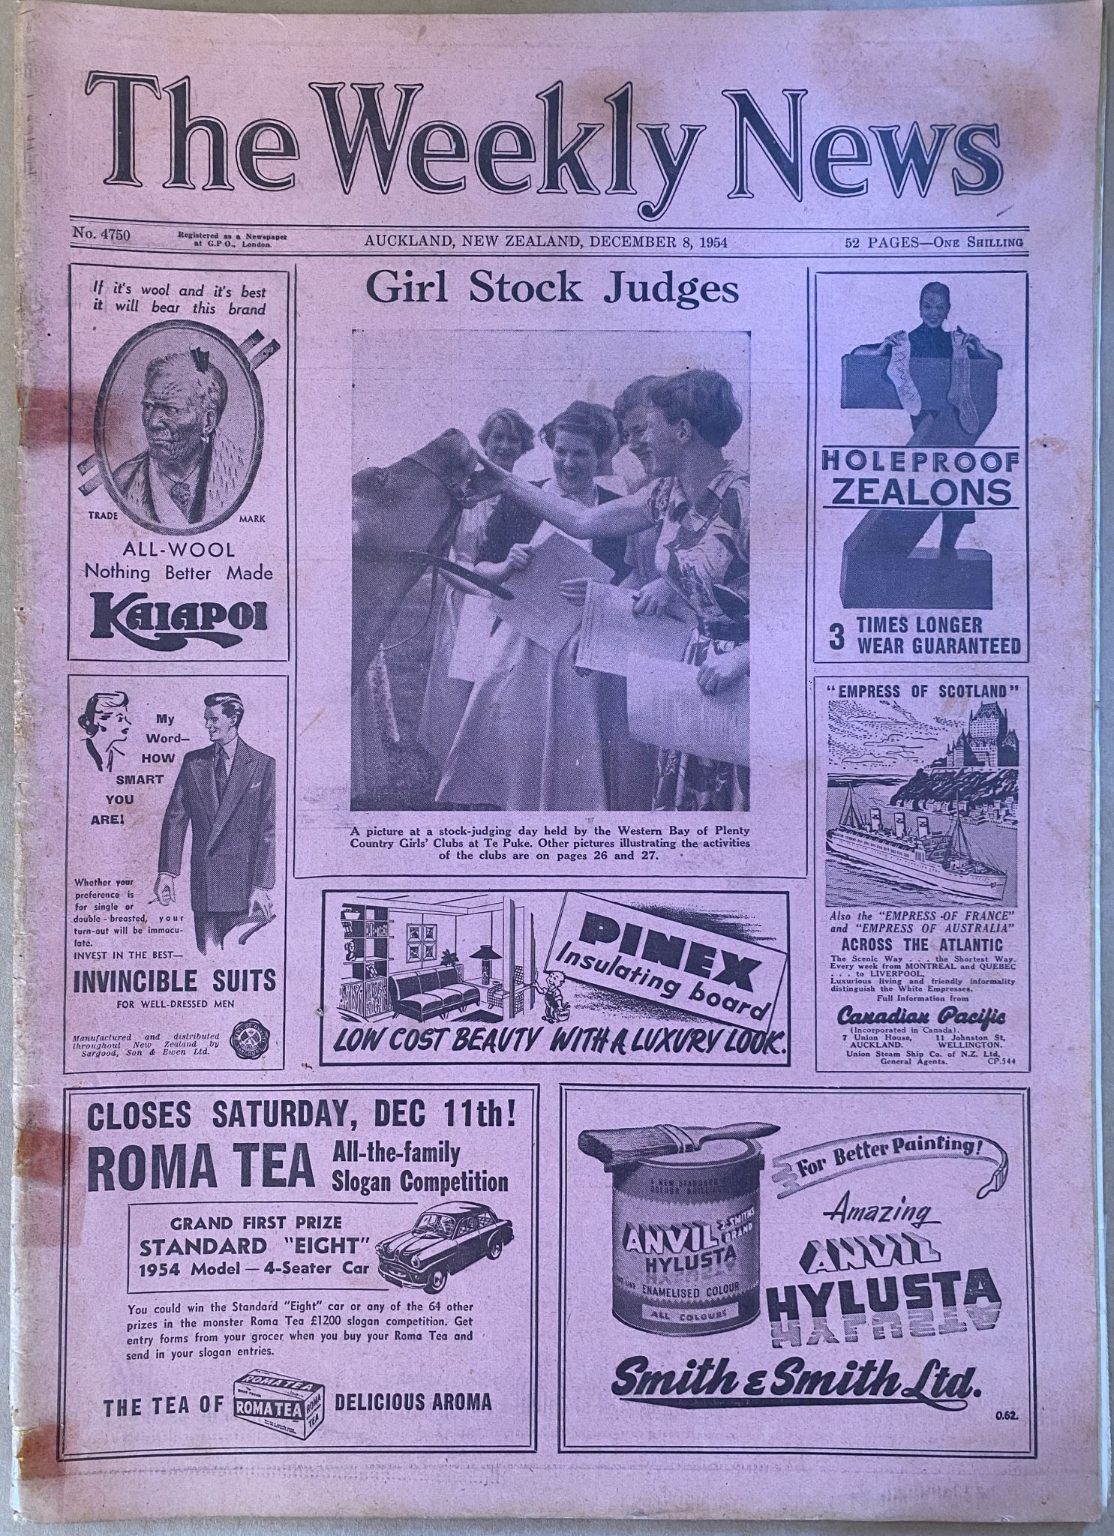 The Weekly News
No. 4750
Registered as a Newspaper
at G.P.O., London.
AUCKLAND, NEW ZEALAND, DECEMBER 8, 1954
52 PAGES—ONE SHILLING
If it's wool and it's best
it will bear this brand
TRADE MARK
ALL-WOOL
Nothing Better Made
KAIAPOI
Girl Stock Judges
A picture at a stock-judging day held by the Western Bay of Plenty
Country Girls' Clubs at Te Puke. Other pictures illustrating the activities
of the clubs are on pages 26 and 27.
HOLEPROOF
ZEALONS
3 TIMES LONGER
WEAR GUARANTEED
My
Word—
HOW
SMART
YOU
ARE!
Whether your
preference is
for single or
double-breasted, your
turn-out will be immacu-
late.
INVEST IN THE BEST—
INVINCIBLE SUITS
FOR WELL-DRESSED MEN
Manufactured and distributed
throughout New Zealand by
Sargood, Son & Ewen Ltd.
PINEX
Insulating board
LOW COST BEAUTY WITH A LUXURY LOOK.
"EMPRESS OF SCOTLAND"
Also the "EMPRESS OF FRANCE"
and "EMPRESS OF AUSTRALIA"
ACROSS THE ATLANTIC
The Scenic Way . . . the Shortest Way.
Every week from MONTREAL and QUEBEC
. . . to LIVERPOOL.
Luxurious living and friendly informality
distinguish the White Empresses.
Full Information from
Canadian Pacific
(Incorporated in Canada).
7 Union House, 11 Johnston St,
AUCKLAND. WELLINGTON.
Union Steam Ship Co. of N.Z. Ltd,
General Agents. CP.544
CLOSES SATURDAY, DEC 11th!
ROMA TEA All-the-family
Slogan Competition
GRAND FIRST PRIZE
STANDARD "EIGHT"
1954 Model — 4-Seater Car
You could win the Standard "Eight" car or any of the 64 other
prizes in the monster Roma Tea £1200 slogan competition. Get
entry forms from your grocer when you buy your Roma Tea and
send in your slogan entries.
THE TEA OF
ROMA TEA
ROMA TEA
ROMA
TEA
DELICIOUS AROMA
For Better Painting!
ANVIL
HYLUSTA
ENAMELISED COLOUR
ALL COLOURS
Amazing
ANVIL
HYLUSTA
Smith & Smith Ltd.
O.62.